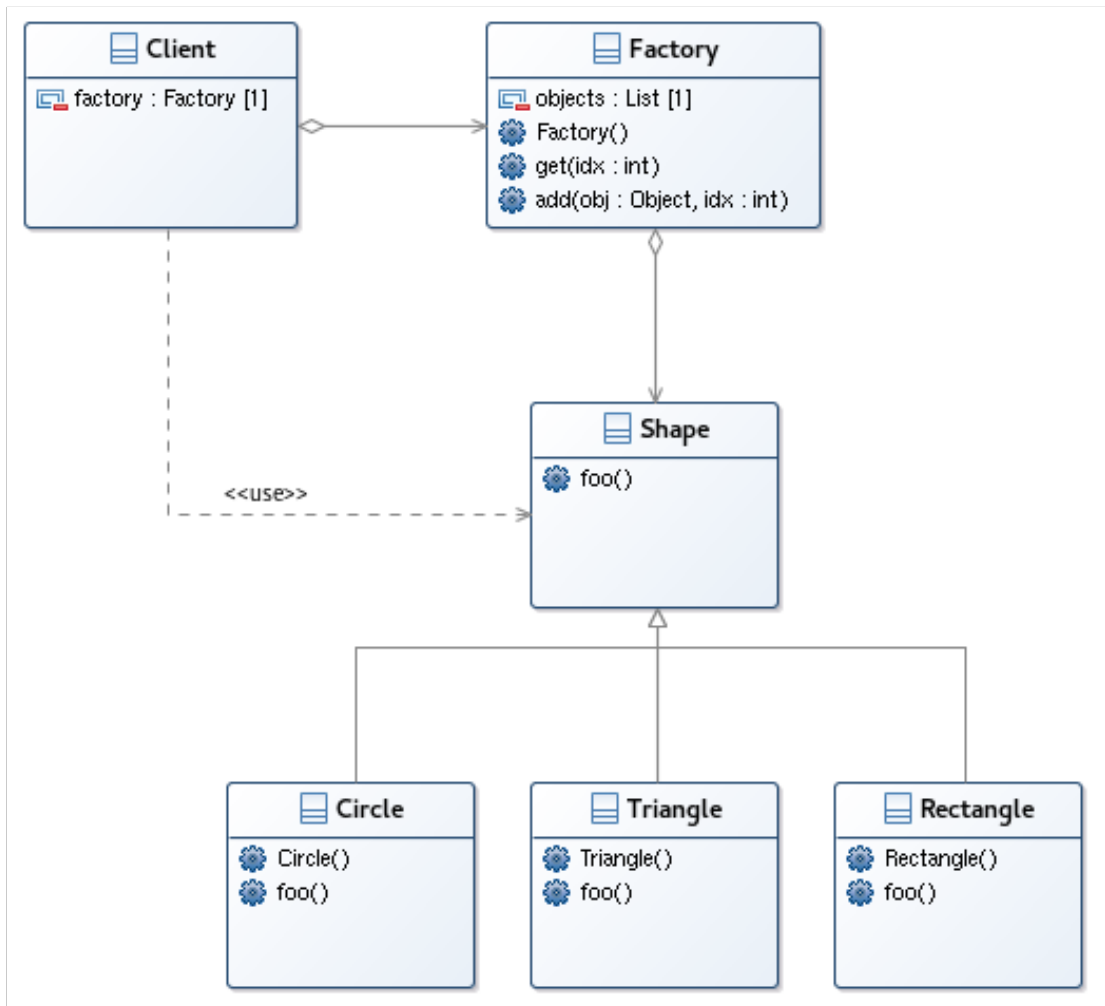 Client
factory : Factory [1]
Factory
objects : List [1]
Factory()
get(idx : int)
add(obj : Object, idx : int)
Shape
foo()
<<use>>
Circle
Circle()
foo()
Triangle
Triangle()
foo()
Rectangle
Rectangle()
foo()